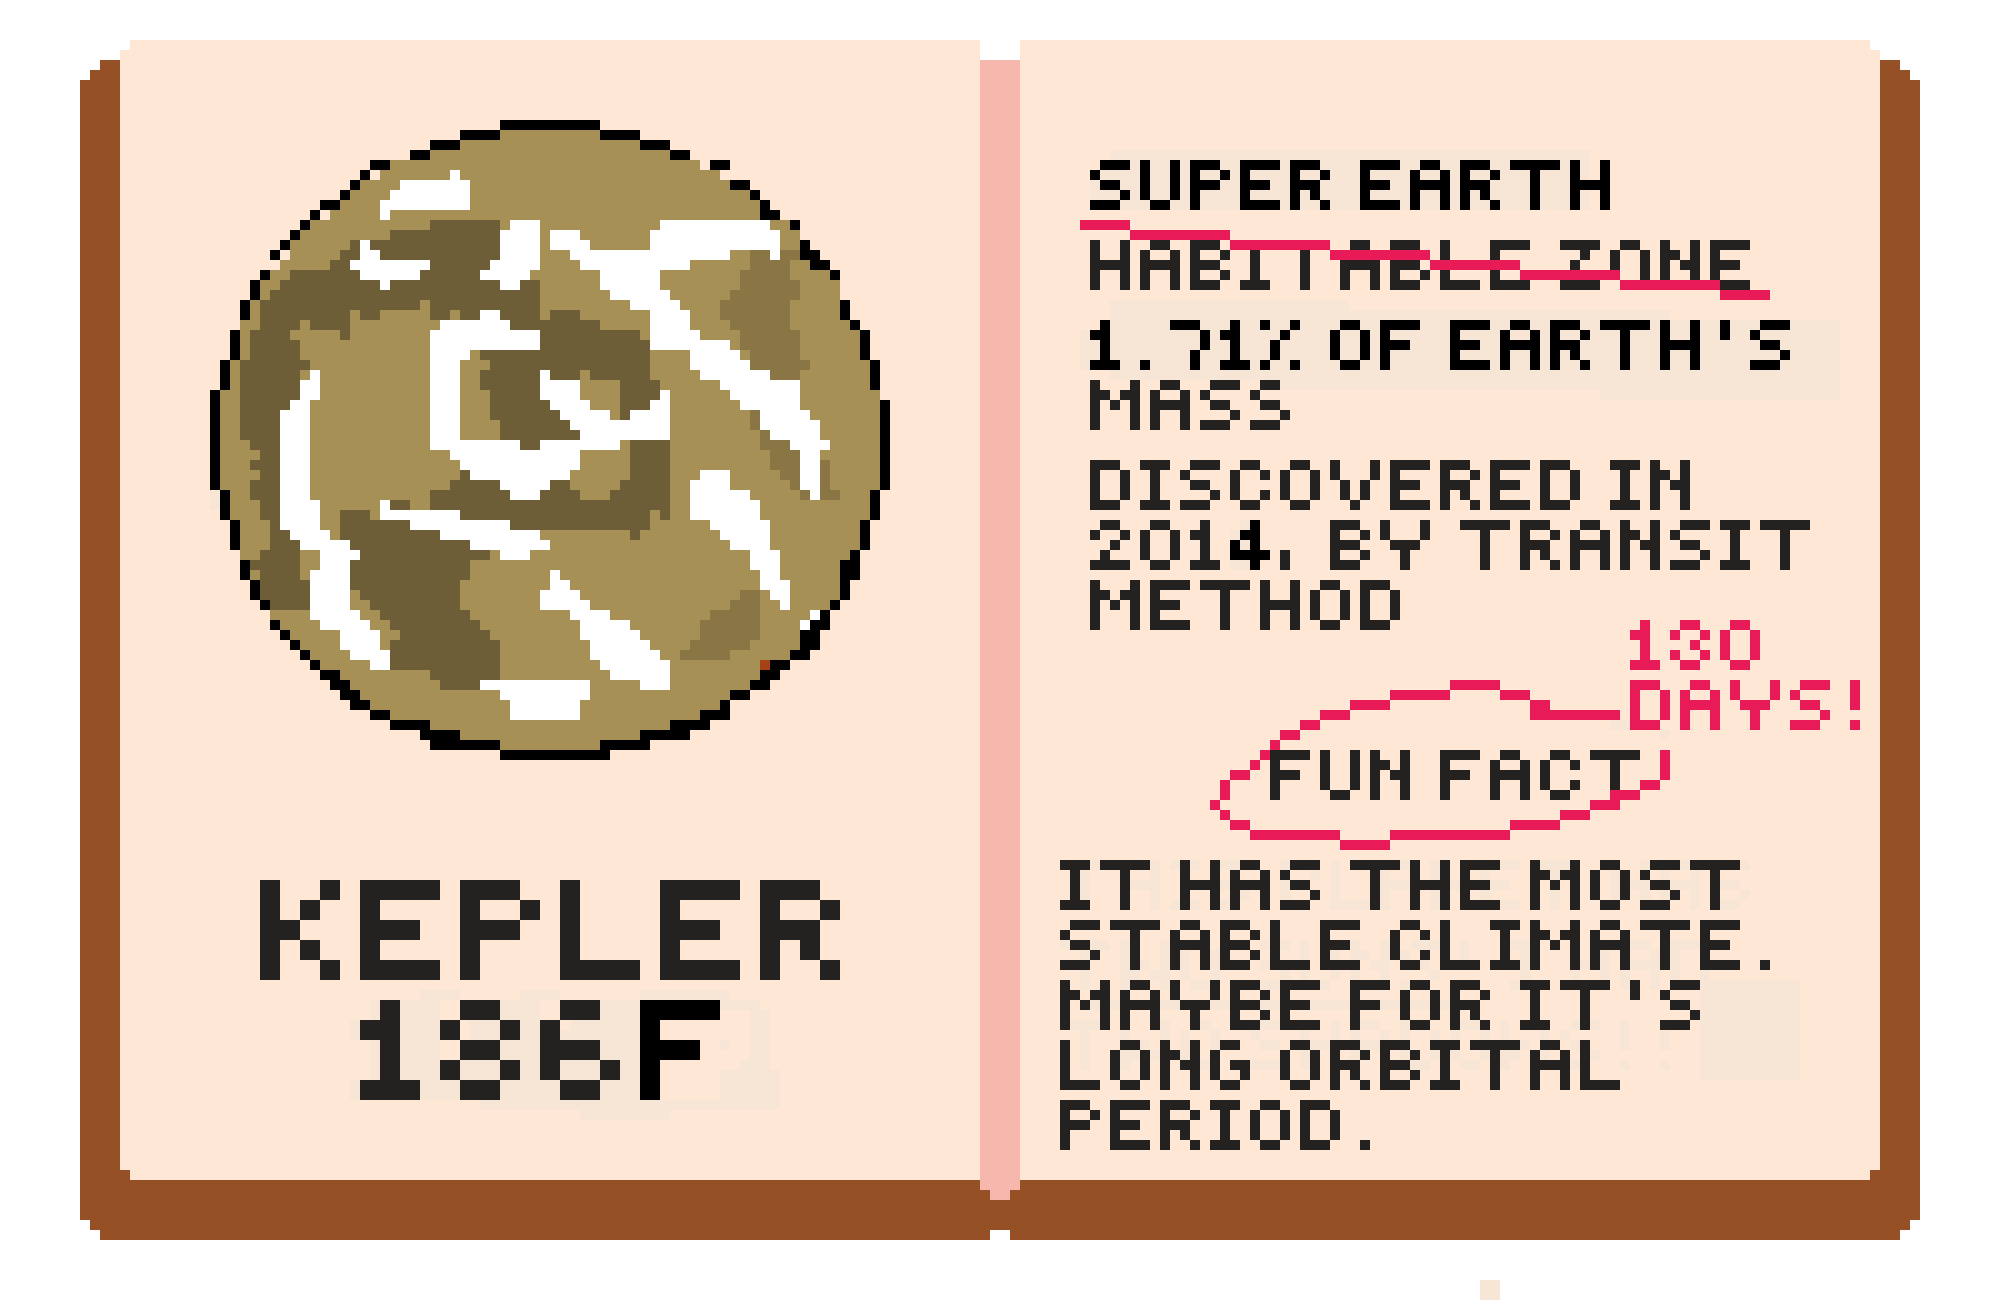 KEPLER
186F
SUPER EARTH
HABITABLE ZONE
1.71% OF EARTH'S
MASS
DISCOVERED IN
2014. BY TRANSIT
METHOD
130
DAYS!
FUN FACT
IT HAS THE MOST
STABLE CLIMATE.
MAYBE FOR IT'S
LONG ORBITAL
PERIOD.